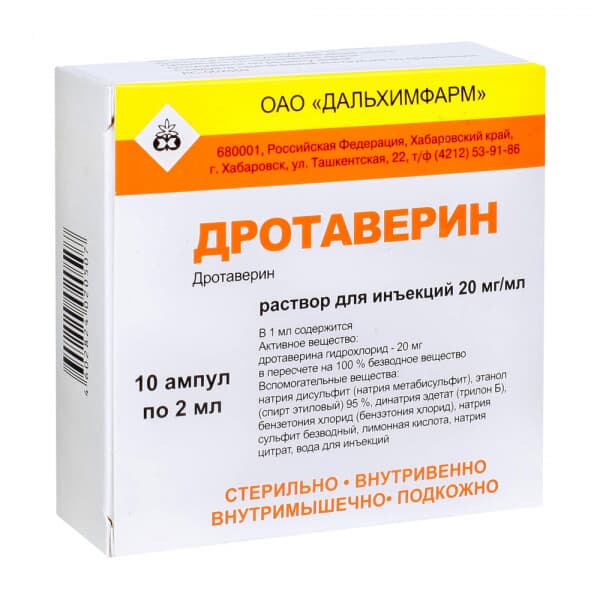 ОАО «ДАЛЬХИМФАРМ»
680001, Российская Федерация, Хабаровский край,
г. Хабаровск, ул. Ташкентская, 22, т/ф (4212) 53-91-86
ДРОТАВЕРИН
Дротаверин
раствор для инъекций 20 мг/мл
В 1 мл содержится
Активное вещество:
дротаверина гидрохлорид - 20 мг
в пересчете на 100 % безводное вещество
Вспомогательные вещества:
натрия дисульфит (натрия метабисульфит), этанол
(спирт этиловый) 95 %, динатрия эдетат (трилон Б),
бензетония хлорид (бензэтония хлорид), натрия
сульфит безводный, лимонная кислота, натрия
цитрат, вода для инъекций
10 ампул
по 2 мл
СТЕРИЛЬНО • ВНУТРИВЕННО
ВНУТРИМЫШЕЧНО• ПОДКОЖНО
4 602824 020507